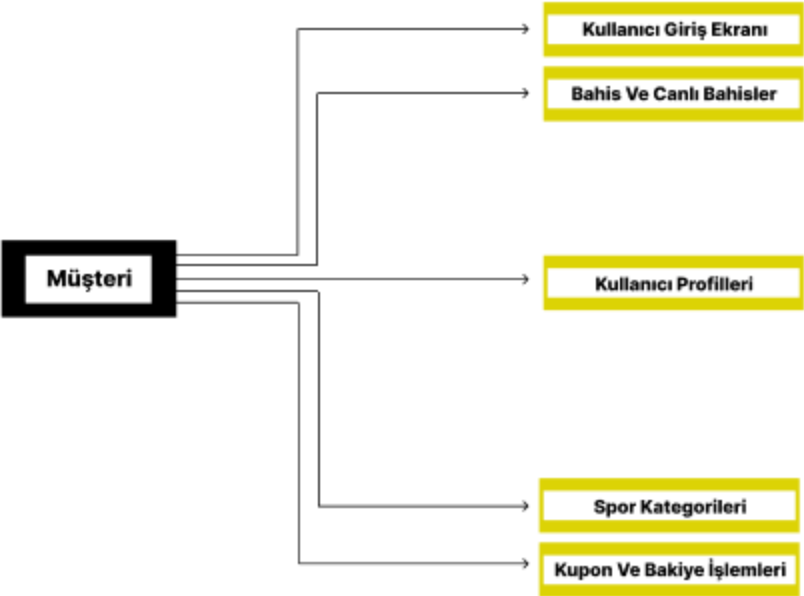 Kullanıcı Giriş Ekranı
Bahis Ve Canlı Bahisler
Müşteri
Kullanıcı Profilleri
Spor Kategorileri
Kupon Ve Bakiye İşlemleri